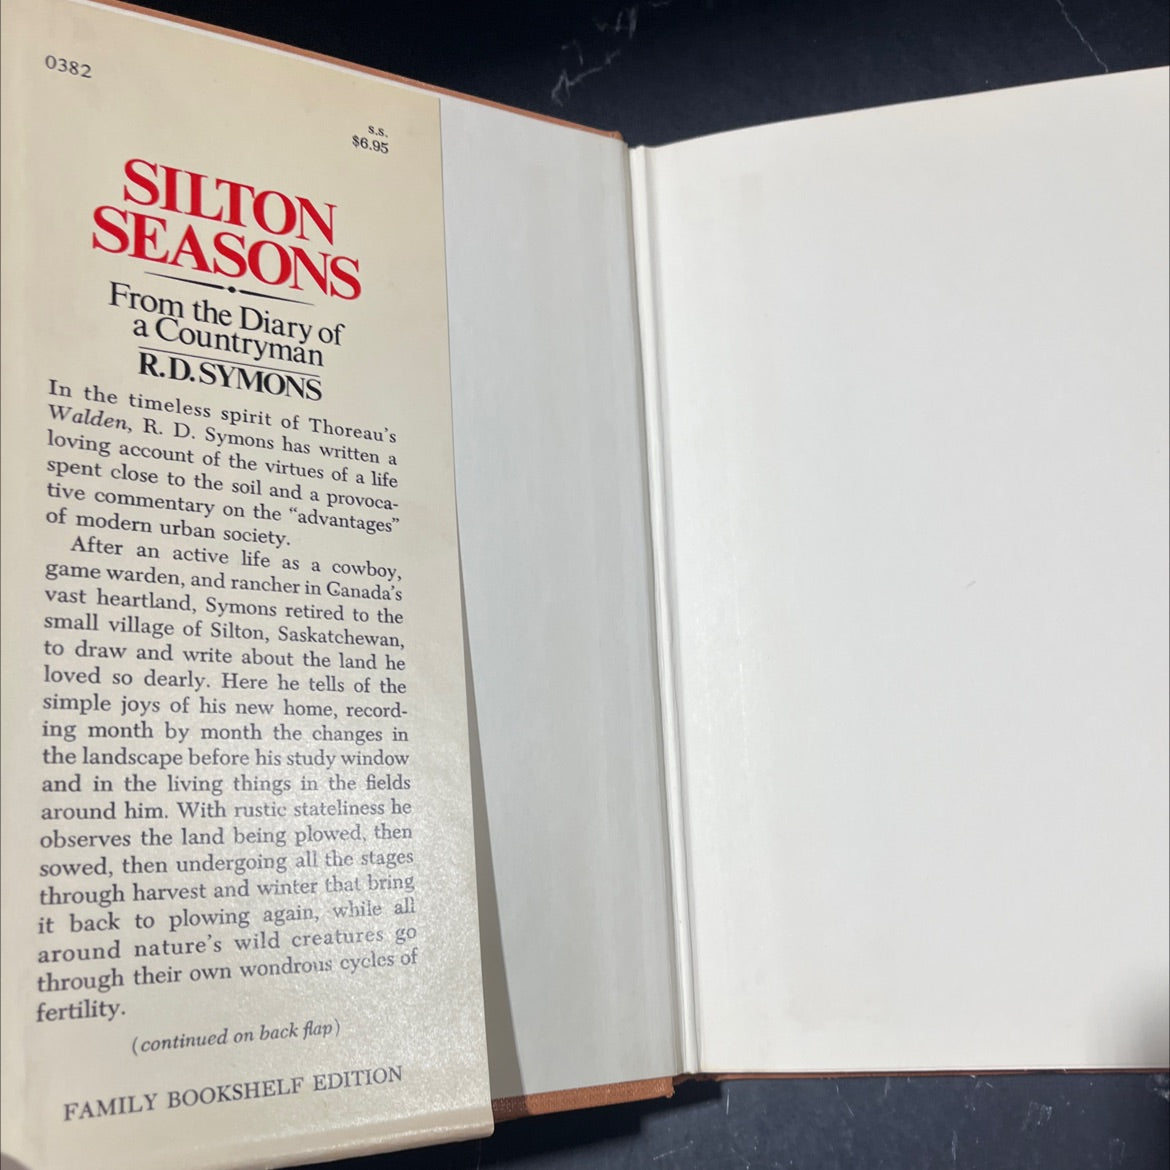 0382
s.s.
$6.95
SILTON
SEASONS
From the Diary of
a Countryman
R.D.SYMONS
In the timeless spirit of Thoreau's
Walden, R. D. Symons has written a
loving account of the virtues of a life
spent close to the soil and a provoca-
tive commentary on the “advantages”
of modern urban society.
After an active life as a cowboy,
game warden, and rancher in Canada's
vast heartland, Symons retired to the
small village of Silton, Saskatchewan,
to draw and write about the land he
loved so dearly. Here he tells of the
simple joys of his new home, record-
ing month by month the changes in
the landscape before his study window
and in the living things in the fields
around him. With rustic stateliness he
observes the land being plowed, then
sowed, then undergoing all the stages
through harvest and winter that bring
it back to plowing again, while all
around nature's wild creatures go
through their own wondrous cycles of
fertility.
(continued on back flap)
FAMILY BOOKSHELF EDITION